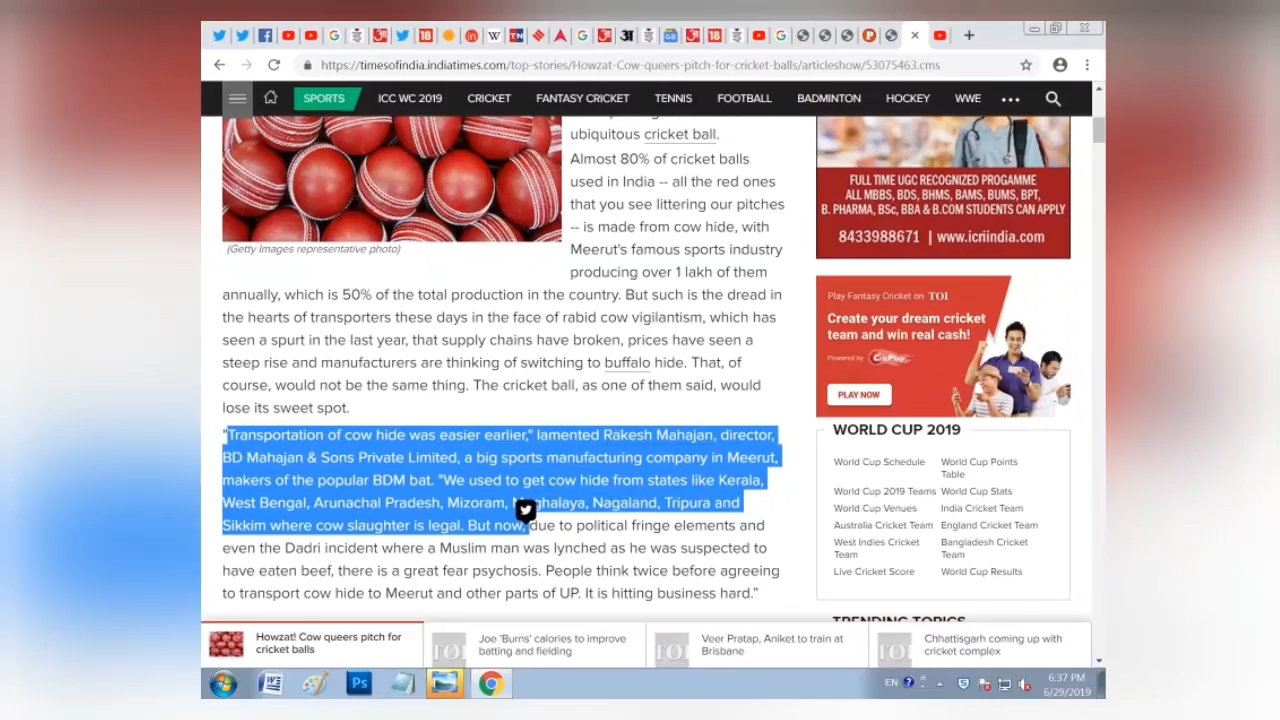 https://timesofindia.indiatimes.com/top-stories/Howzat-Cow-queers-pitch-for-cricket-balls/articleshow/53075463.cms
SPORTS ICC WC 2019 CRICKET FANTASY CRICKET TENNIS FOOTBALL BADMINTON HOCKEY WWE
ubiquitous cricket ball.
Almost 80% of cricket balls
used in India -- all the red ones
that you see littering our pitches
-- is made from cow hide, with
(Getty Images representative photo)
Meerut's famous sports industry
producing over 1 lakh of them
annually, which is 50% of the total production in the country. But such is the dread in
the hearts of transporters these days in the face of rabid cow vigilantism, which has
seen a spurt in the last year, that supply chains have broken, prices have seen a
steep rise and manufacturers are thinking of switching to buffalo hide. That, of
course, would not be the same thing. The cricket ball, as one of them said, would
lose its sweet spot.
"Transportation of cow hide was easier earlier," lamented Rakesh Mahajan, director,
BD Mahajan & Sons Private Limited, a big sports manufacturing company in Meerut,
makers of the popular BDM bat. "We used to get cow hide from states like Kerala,
West Bengal, Arunachal Pradesh, Mizoram, Meghalaya, Nagaland, Tripura and
Sikkim where cow slaughter is legal. But now, due to political fringe elements and
even the Dadri incident where a Muslim man was lynched as he was suspected to
have eaten beef, there is a great fear psychosis. People think twice before agreeing
to transport cow hide to Meerut and other parts of UP. It is hitting business hard."
FULL TIME UGC RECOGNIZED PROGAMME
ALL MBBS, BDS, BHMS, BAMS, BUMS, BPT,
B. PHARMA, BSc, BBA & B.COM STUDENTS CAN APPLY
8433988671 | www.icriindia.com
Play Fantasy Cricket on TOI
Create your dream cricket
team and win real cash!
Powered by CricPlay
PLAY NOW
WORLD CUP 2019
World Cup Schedule World Cup Points
Table
World Cup 2019 Teams World Cup Stats
World Cup Venues India Cricket Team
Australia Cricket Team England Cricket Team
West Indies Cricket Bangladesh Cricket
Team Team
Live Cricket Score World Cup Results
TRENDING TOPICS
Howzat! Cow queers pitch for
cricket balls
TOI
Joe 'Burns' calories to improve
batting and fielding
TOI
Veer Pratap, Aniket to train at
Brisbane
TOI
Chhattisgarh coming up with
cricket complex
Ps
EN
6:37 PM
6/29/2019